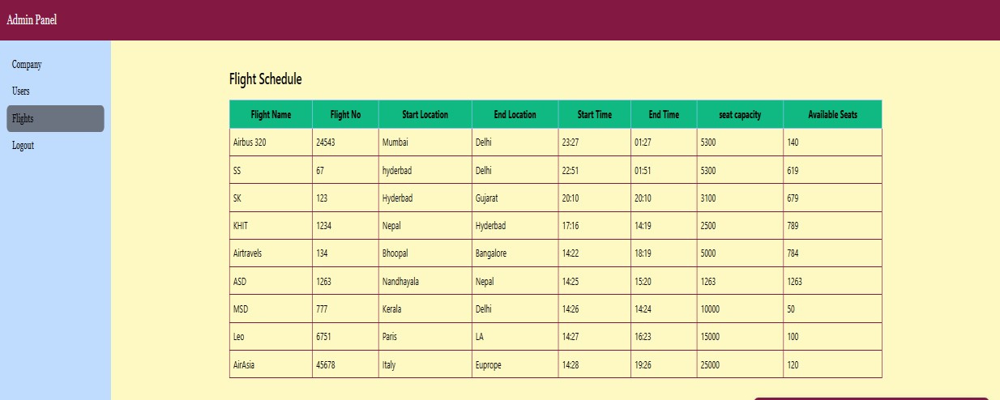 Admin Panel
Company
Users
Flights
Logout
Flight Schedule
Flight Name Flight No Start Location End Location Start Time End Time seat capacity Available Seats
Airbus 320 24543 Mumbai Delhi 23:27 01:27 5300 140
SS 67 hyderbad Delhi 22:51 01:51 5300 619
SK 123 Hyderbad Gujarat 20:10 20:10 3100 679
KHIT 1234 Nepal Hyderbad 17:16 14:19 2500 789
Airtravels 134 Bhoopal Bangalore 14:22 18:19 5000 784
ASD 1263 Nandhayala Nepal 14:25 15:20 1263 1263
MSD 777 Kerala Delhi 14:26 14:24 10000 50
Leo 6751 Paris LA 14:27 16:23 15000 100
AirAsia 45678 Italy Euprope 14:28 19:26 25000 120